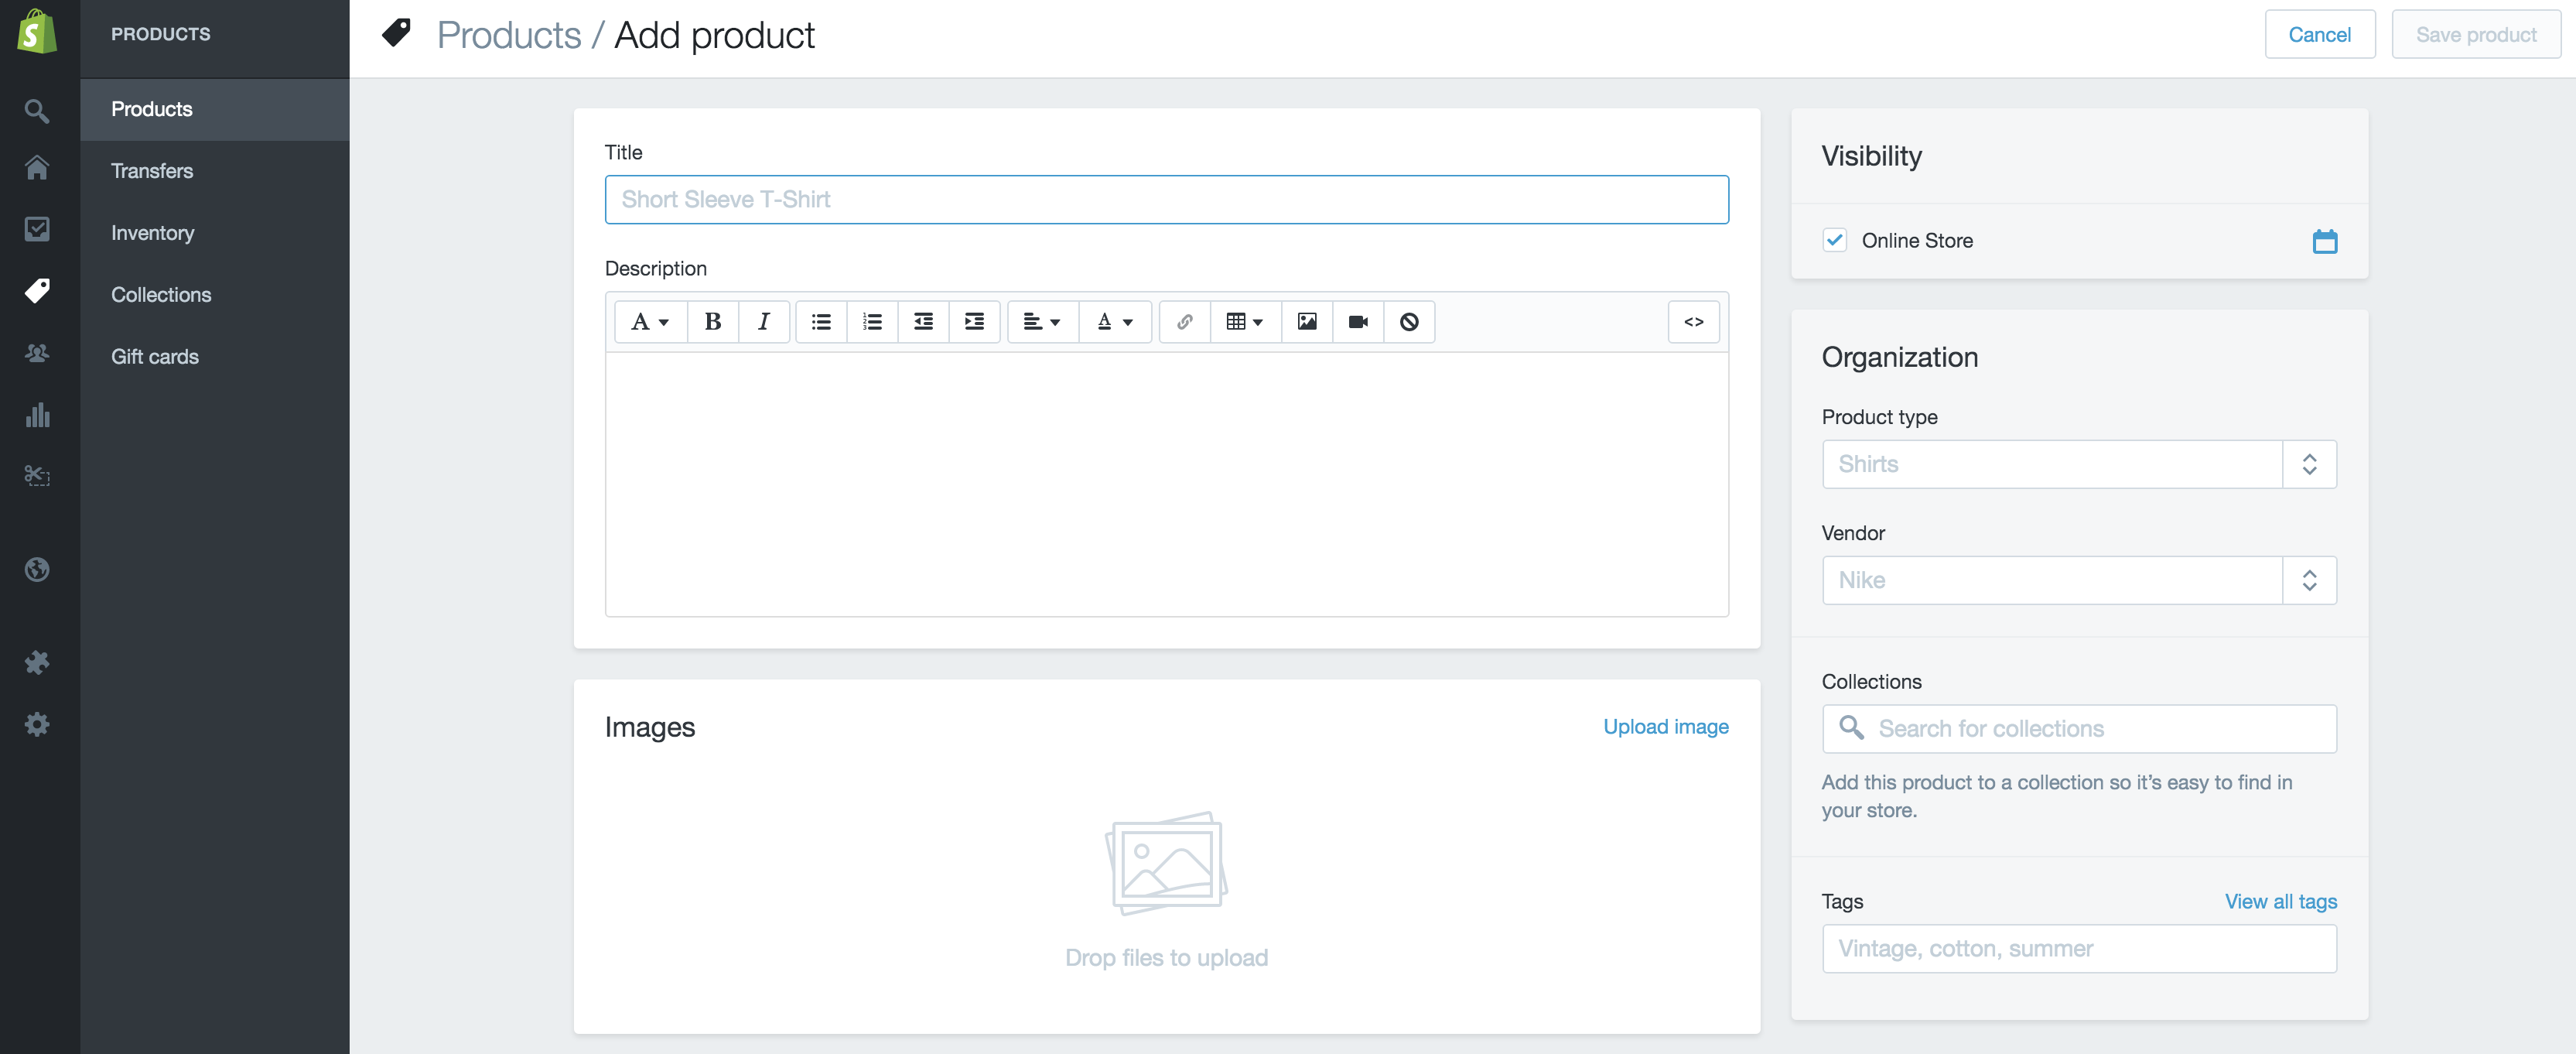 PRODUCTS
Products
Transfers
Inventory
Collections
Gift cards
Products / Add product
Cancel
Save product
Title
Short Sleeve T-Shirt
Description
A B I A <>
Images
Upload image
Drop files to upload
Visibility
Online Store
Organization
Product type
Shirts
Vendor
Nike
Collections
Search for collections
Add this product to a collection so it’s easy to find in
your store.
Tags
View all tags
Vintage, cotton, summer